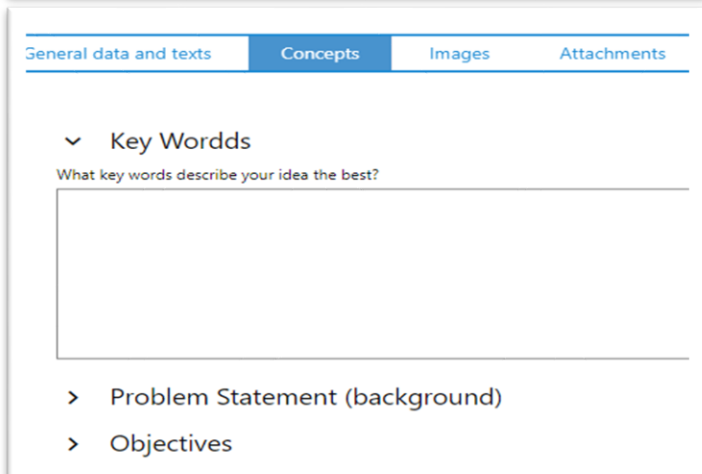 General data and texts Concepts Images Attachments
Key Wordds
What key words describe your idea the best?
Problem Statement (background)
Objectives